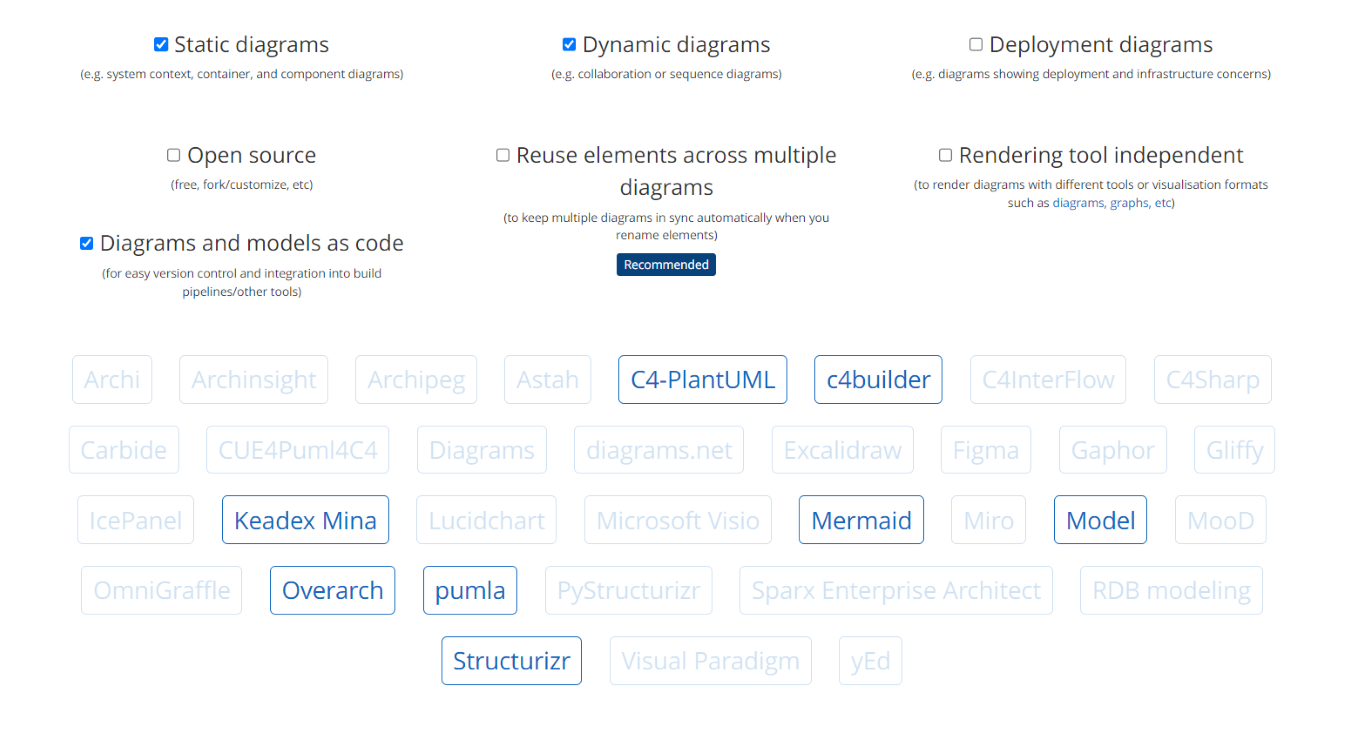 Static diagrams
(e.g. system context, container, and component diagrams)
Dynamic diagrams
(e.g. collaboration or sequence diagrams)
Deployment diagrams
(e.g. diagrams showing deployment and infrastructure concerns)
Open source
(free, fork/customize, etc)
Reuse elements across multiple
diagrams
(to keep multiple diagrams in sync automatically when you
rename elements)
Recommended
Rendering tool independent
(to render diagrams with different tools or visualisation formats
such as diagrams, graphs, etc)
Diagrams and models as code
(for easy version control and integration into build
pipelines/other tools)
Archi Archinsight Archipeg Astah C4-PlantUML c4builder C4InterFlow C4Sharp
Carbide CUE4Puml4C4 Diagrams diagrams.net Excalidraw Figma Gaphor Gliffy
IcePanel Keadex Mina Lucidchart Microsoft Visio Mermaid Miro Model MooD
OmniGraffle Overarch pumla PyStructurizr Sparx Enterprise Architect RDB modeling
Structurizr Visual Paradigm yEd